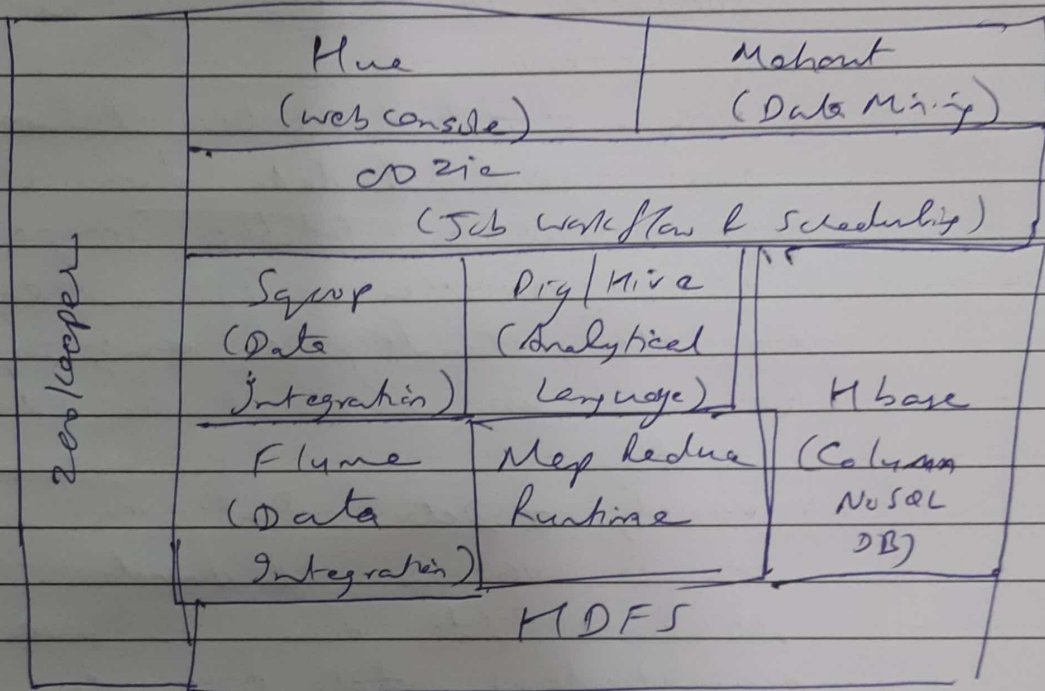 Hue
(web console)
Mahout
(Data Mining)
oozie
(Job workflow & Scheduling)
Sqoop
(Data
Integration)
Pig/Hive
(Analytical
Language)
Hbase
(Column
NoSQL
DB)
Flume
(Data
Integration)
Map Reduce
Runtime
HDFS
zookeeper